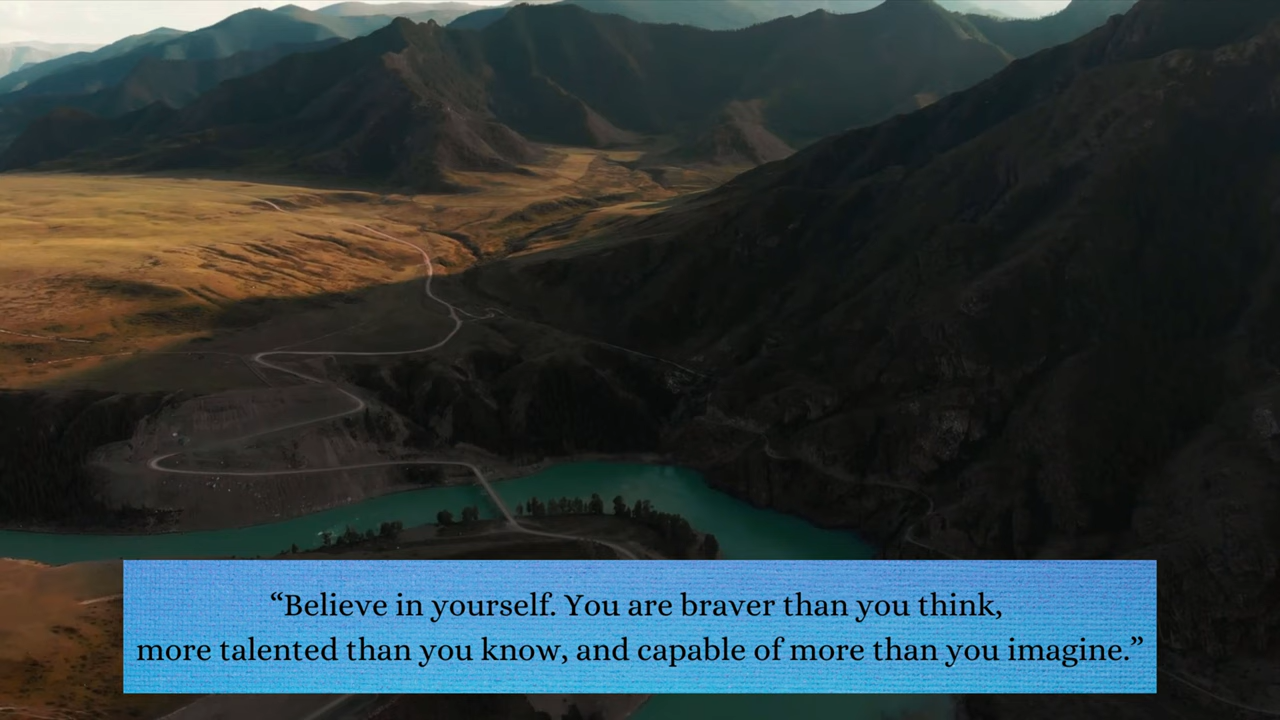 “Believe in yourself. You are braver than you think,
more talented than you know, and capable of more than you imagine.”